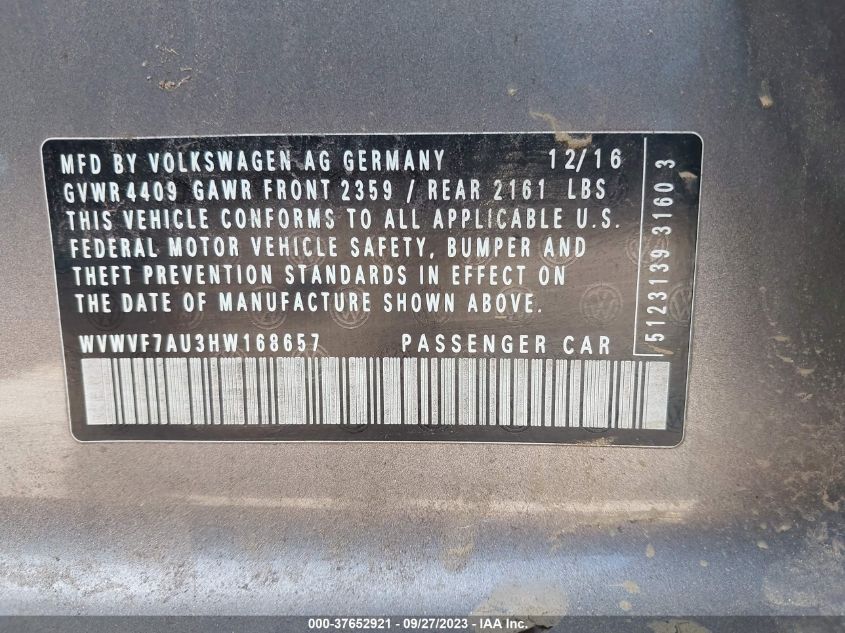 MFD BY VOLKSWAGEN AG GERMANY 12/16
GVWR 4409 GAWR FRONT 2359 / REAR 2161 LBS
THIS VEHICLE CONFORMS TO ALL APPLICABLE U.S.
FEDERAL MOTOR VEHICLE SAFETY, BUMPER AND
THEFT PREVENTION STANDARDS IN EFFECT ON
THE DATE OF MANUFACTURE SHOWN ABOVE.
WVWVF7AU3HW168657 PASSENGER CAR
5123139 3160 3
000-37652921 / 09/27/2023 / © IAA Inc.